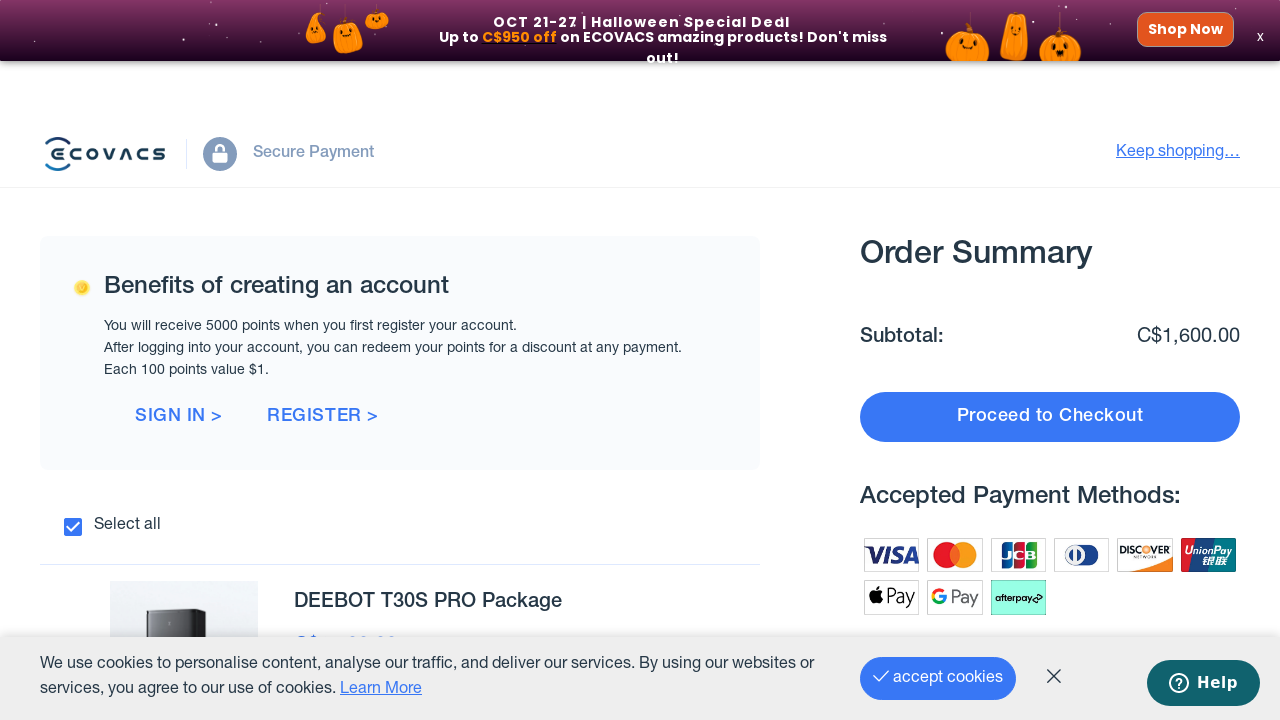 OCT 21-27 | Halloween Special Deal
Up to C$950 off on ECOVACS amazing products! Don't miss
out!
Shop Now
x
ECOVACS
Secure Payment
Keep shopping...
Benefits of creating an account
You will receive 5000 points when you first register your account.
After logging into your account, you can redeem your points for a discount at any payment.
Each 100 points value $1.
SIGN IN >
REGISTER >
Select all
DEEBOT T30S PRO Package
Order Summary
Subtotal:
C$1,600.00
Proceed to Checkout
Accepted Payment Methods:
VISA
JCB
DISCOVER
NETWORK
UnionPay
银联
Pay
G Pay
afterpay
We use cookies to personalise content, analyse our traffic, and deliver our services. By using our websites or
services, you agree to our use of cookies. Learn More
accept cookies
Help